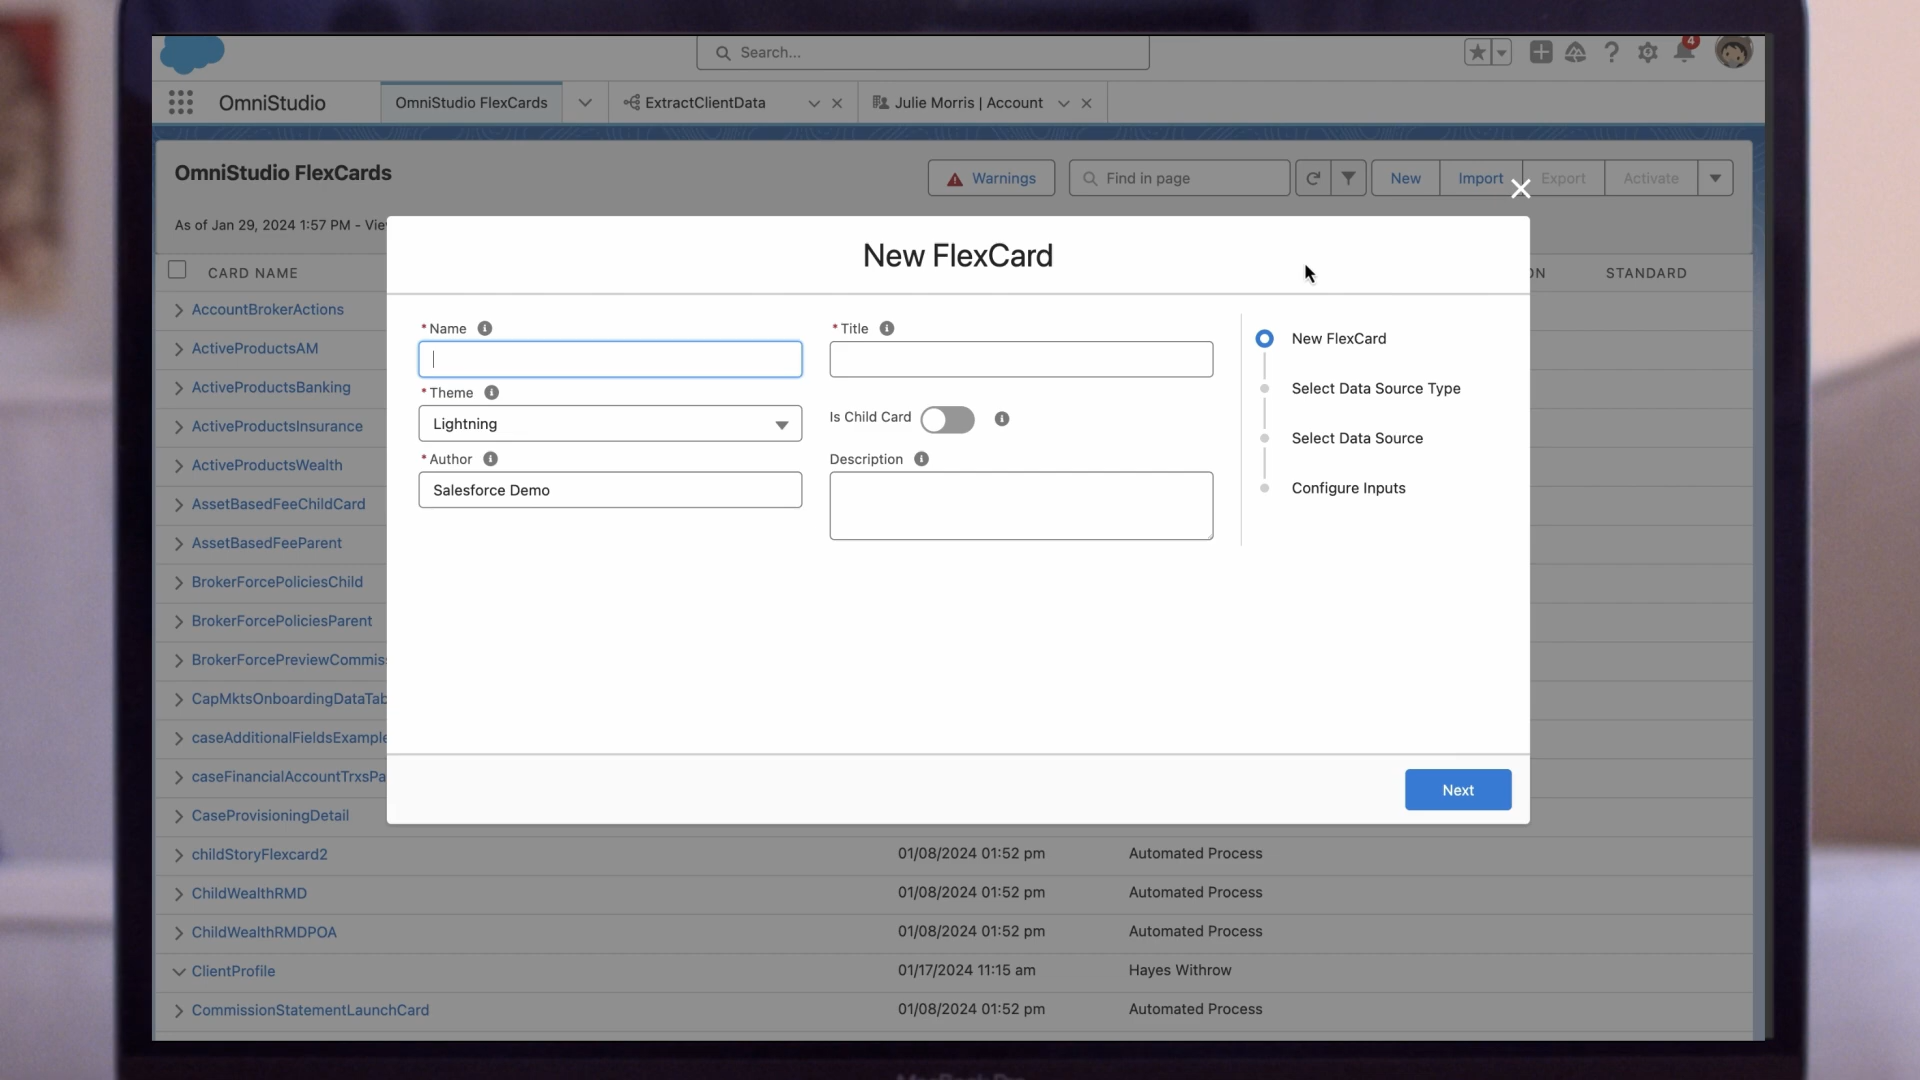 Search...
4
OmniStudio
OmniStudio FlexCards
ExtractClientData
Julie Morris | Account
OmniStudio FlexCards
Warnings
Find in page
New
Import
Export
Activate
As of Jan 29, 2024 1:57 PM - Vie
CARD NAME
ON
STANDARD
New FlexCard
* Name
* Title
* Theme
Lightning
Is Child Card
* Author
Salesforce Demo
Description
New FlexCard
Select Data Source Type
Select Data Source
Configure Inputs
Next
AccountBrokerActions
ActiveProductsAM
ActiveProductsBanking
ActiveProductsInsurance
ActiveProductsWealth
AssetBasedFeeChildCard
AssetBasedFeeParent
BrokerForcePoliciesChild
BrokerForcePoliciesParent
BrokerForcePreviewCommis
CapMktsOnboardingDataTab
caseAdditionalFieldsExample
caseFinancialAccountTrxsPa
CaseProvisioningDetail
childStoryFlexcard2 01/08/2024 01:52 pm Automated Process
ChildWealthRMD 01/08/2024 01:52 pm Automated Process
ChildWealthRMDPOA 01/08/2024 01:52 pm Automated Process
ClientProfile 01/17/2024 11:15 am Hayes Withrow
CommissionStatementLaunchCard 01/08/2024 01:52 pm Automated Process